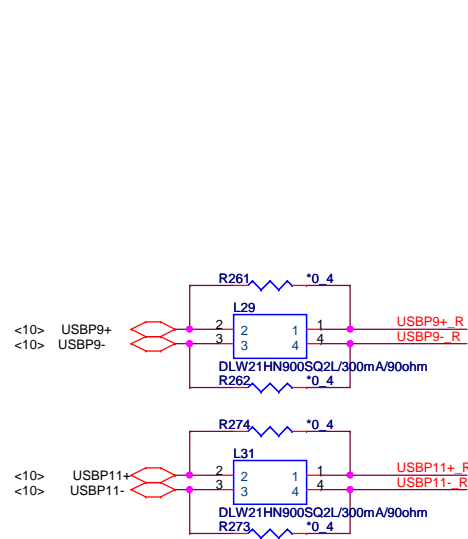 R261 *0_4
L29
<10> USBP9+ 2 2 1 1 USBP9+_R
<10> USBP9- 3 3 4 4 USBP9-_R
DLW21HN900SQ2L/300mA/90ohm
R262 *0_4
R274 *0_4
L31
<10> USBP11+ 2 2 1 1 USBP11+_R
<10> USBP11- 3 3 4 4 USBP11-_R
DLW21HN900SQ2L/300mA/90ohm
R273 *0_4